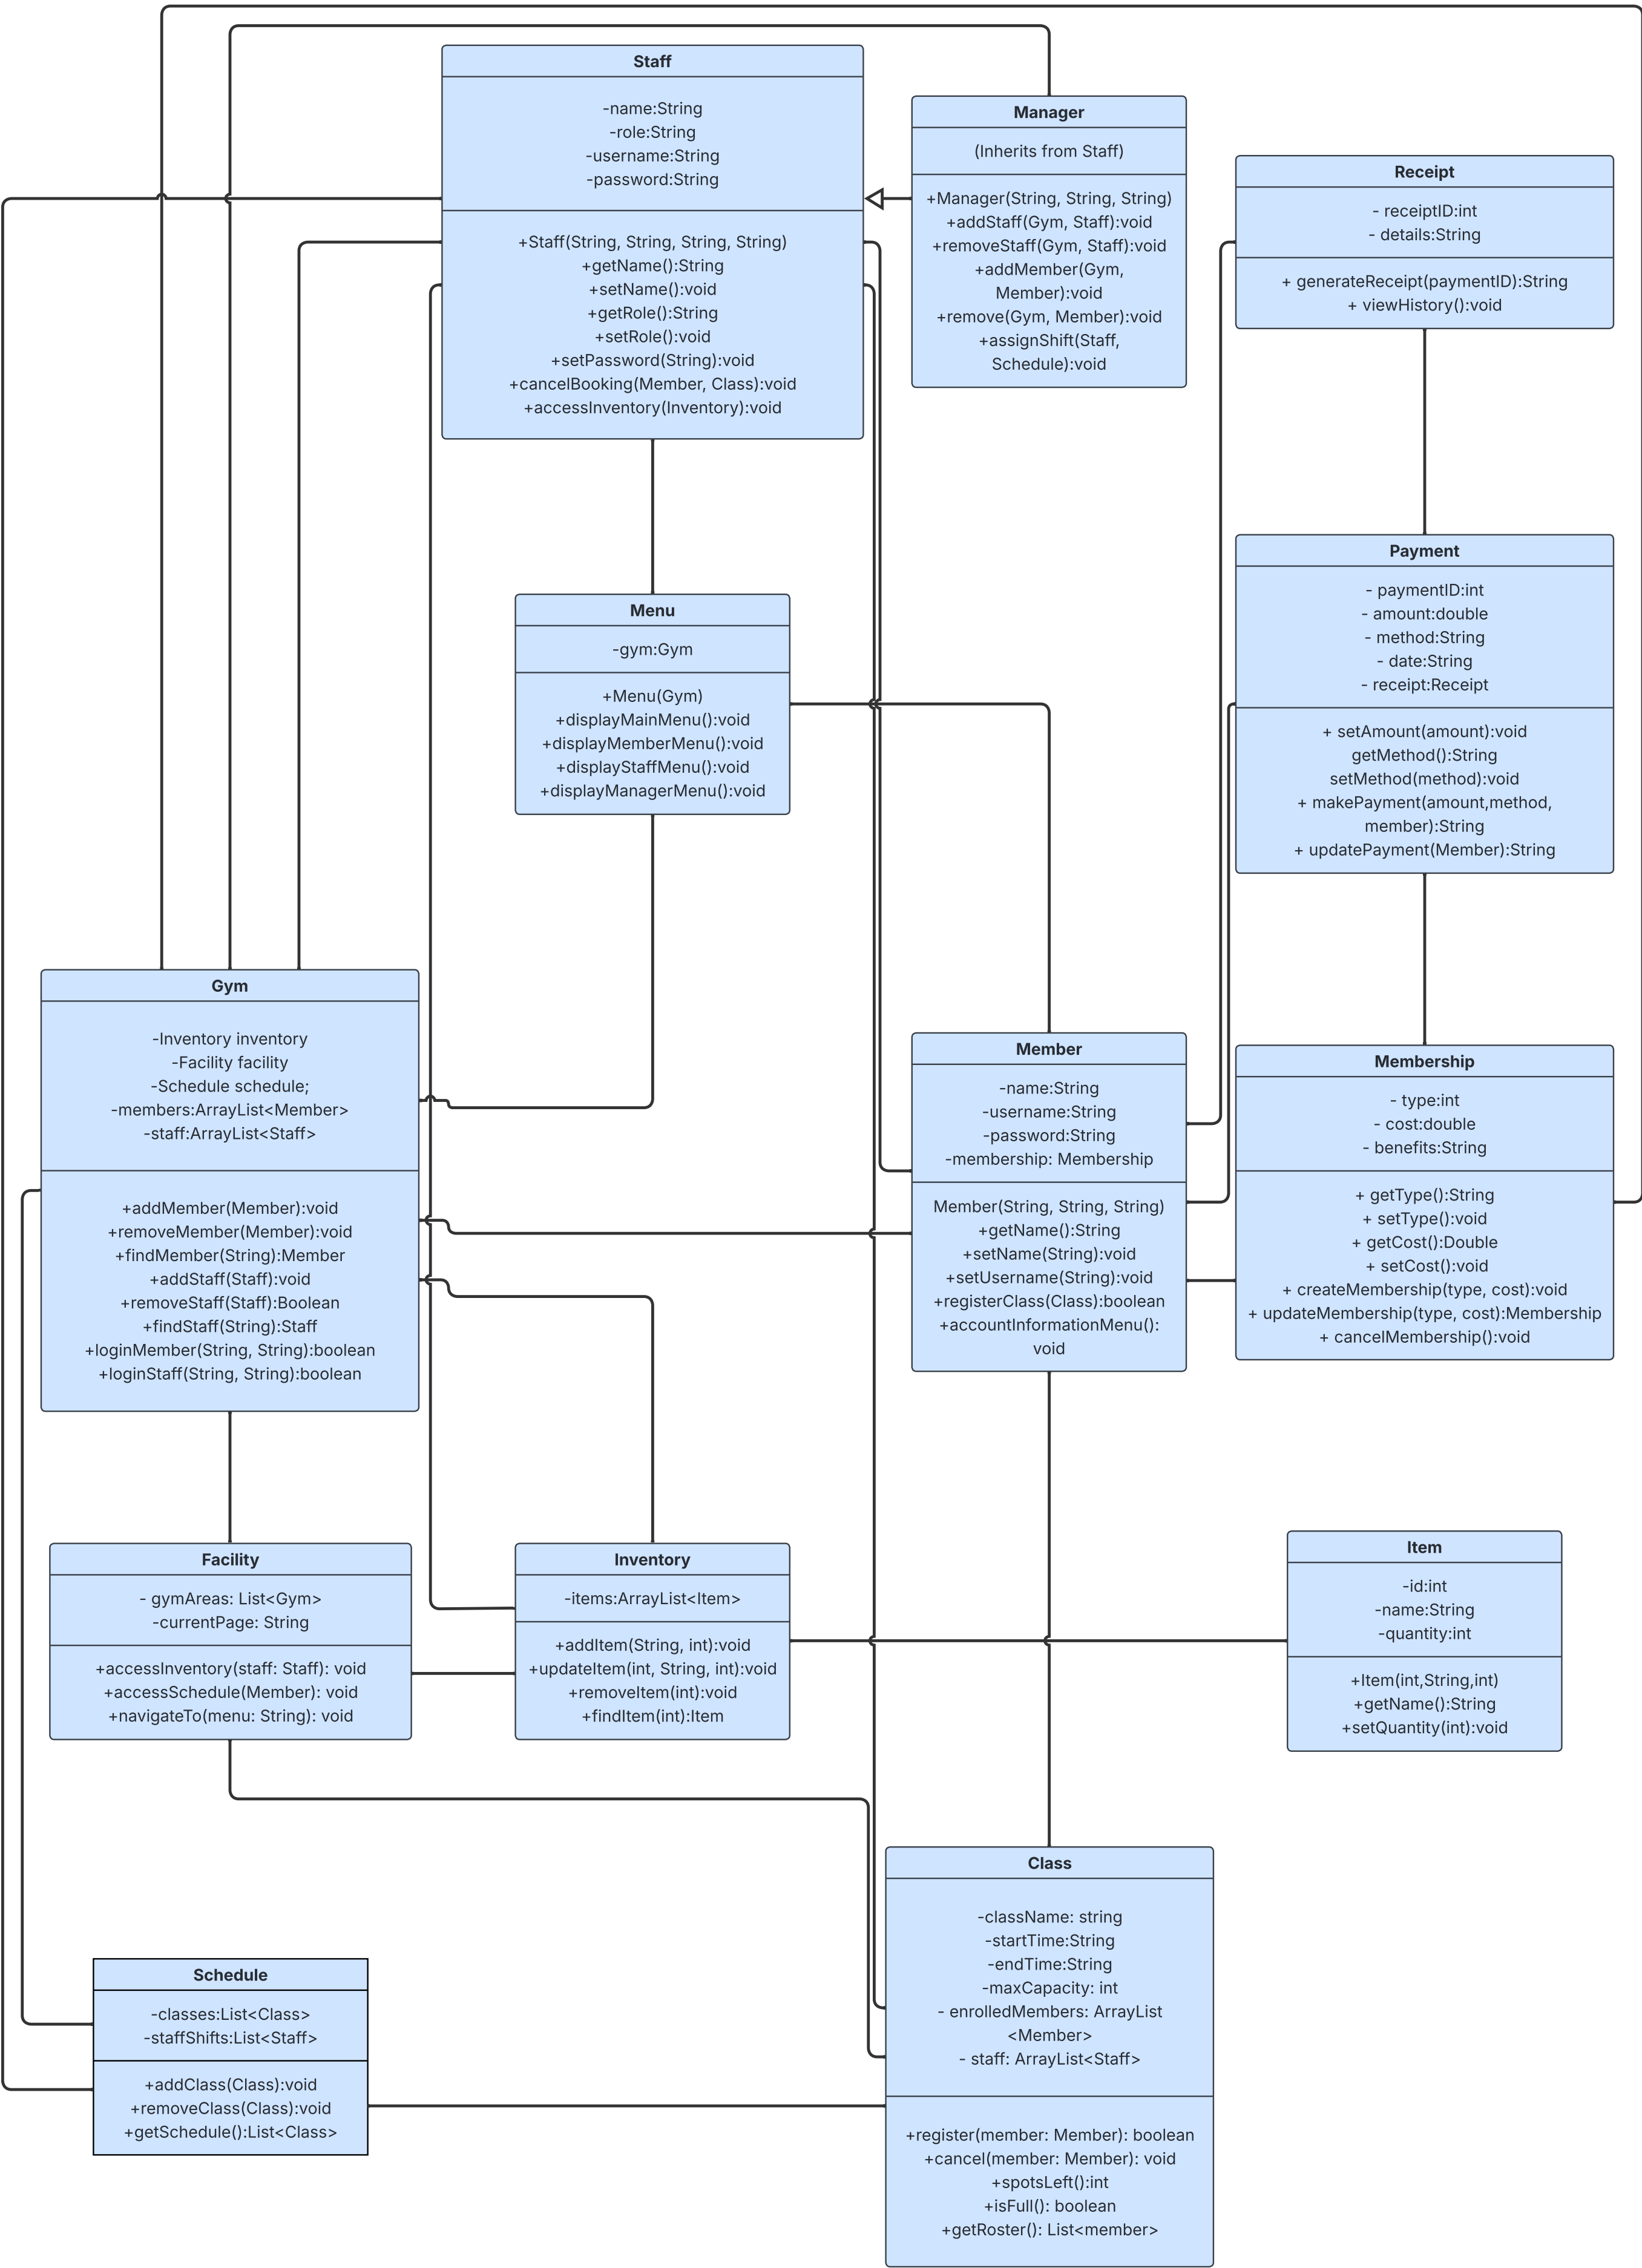 Staff
-name:String
-role:String
-username:String
-password:String
+Staff(String, String, String, String)
+getName():String
+setName():void
+getRole():String
+setRole():void
+setPassword(String):void
+cancelBooking(Member, Class):void
+accessInventory(Inventory):void
Manager
(Inherits from Staff)
+Manager(String, String, String)
+addStaff(Gym, Staff):void
+removeStaff(Gym, Staff):void
+addMember(Gym,
Member):void
+remove(Gym, Member):void
+assignShift(Staff,
Schedule):void
Receipt
- receiptID:int
- details:String
+ generateReceipt(paymentID):String
+ viewHistory():void
Payment
- paymentID:int
- amount:double
- method:String
- date:String
- receipt:Receipt
+ setAmount(amount):void
getMethod():String
setMethod(method):void
+ makePayment(amount,method,
member):String
+ updatePayment(Member):String
Menu
-gym:Gym
+Menu(Gym)
+displayMainMenu():void
+displayMemberMenu():void
+displayStaffMenu():void
+displayManagerMenu():void
Gym
-Inventory inventory
-Facility facility
-Schedule schedule;
-members:ArrayList<Member>
-staff:ArrayList<Staff>
+addMember(Member):void
+removeMember(Member):void
+findMember(String):Member
+addStaff(Staff):void
+removeStaff(Staff):Boolean
+findStaff(String):Staff
+loginMember(String, String):boolean
+loginStaff(String, String):boolean
Member
-name:String
-username:String
-password:String
-membership: Membership
Member(String, String, String)
+getName():String
+setName(String):void
+setUsername(String):void
+registerClass(Class):boolean
+accountInformationMenu():
void
Membership
- type:int
- cost:double
- benefits:String
+ getType():String
+ setType():void
+ getCost():Double
+ setCost():void
+ createMembership(type, cost):void
+ updateMembership(type, cost):Membership
+ cancelMembership():void
Facility
- gymAreas: List<Gym>
-currentPage: String
+accessInventory(staff: Staff): void
+accessSchedule(Member): void
+navigateTo(menu: String): void
Inventory
-items:ArrayList<Item>
+addItem(String, int):void
+updateItem(int, String, int):void
+removeItem(int):void
+findItem(int):Item
Item
-id:int
-name:String
-quantity:int
+Item(int,String,int)
+getName():String
+setQuantity(int):void
Class
-className: string
-startTime:String
-endTime:String
-maxCapacity: int
- enrolledMembers: ArrayList
<Member>
- staff: ArrayList<Staff>
+register(member: Member): boolean
+cancel(member: Member): void
+spotsLeft():int
+isFull(): boolean
+getRoster(): List<member>
Schedule
-classes:List<Class>
-staffShifts:List<Staff>
+addClass(Class):void
+removeClass(Class):void
+getSchedule():List<Class>